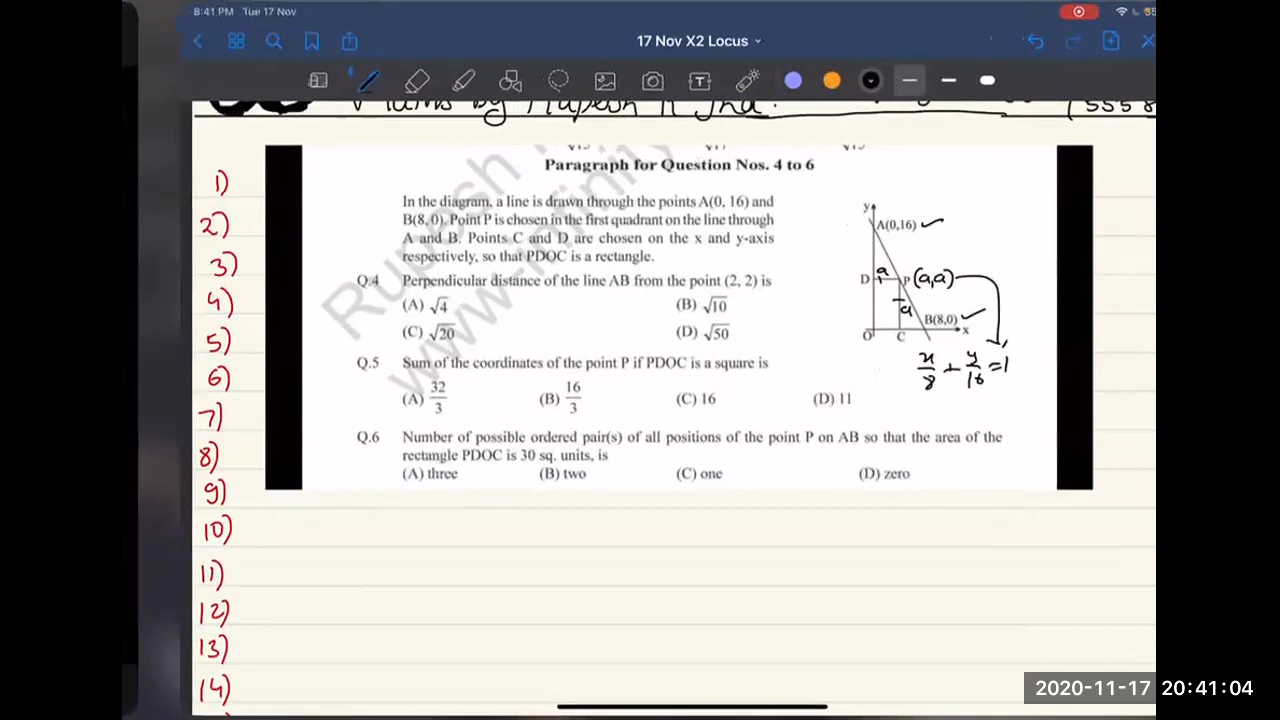 8:41 PM Tue 17 Nov
17 Nov X2 Locus
Maths by Rupesh K Jha.
Paragraph for Question Nos. 4 to 6
In the diagram, a line is drawn through the points A(0, 16) and
B(8, 0). Point P is chosen in the first quadrant on the line through
A and B. Points C and D are chosen on the x and y-axis
respectively, so that PDOC is a rectangle.
Q.4 Perpendicular distance of the line AB from the point (2, 2) is
(A) √4 (B) √10
(C) √20 (D) √50
Q.5 Sum of the coordinates of the point P if PDOC is a square is
(A) 32/3 (B) 16/3 (C) 16 (D) 11
Q.6 Number of possible ordered pair(s) of all positions of the point P on AB so that the area of the
rectangle PDOC is 30 sq. units, is
(A) three (B) two (C) one (D) zero
y
A(0,16)
D a P (a,a)
a
B(8,0)
O C x
x/8 + y/16 = 1
1)
2)
3)
4)
5)
6)
7)
8)
9)
10)
11)
12)
13)
14)
2020-11-17 20:41:04